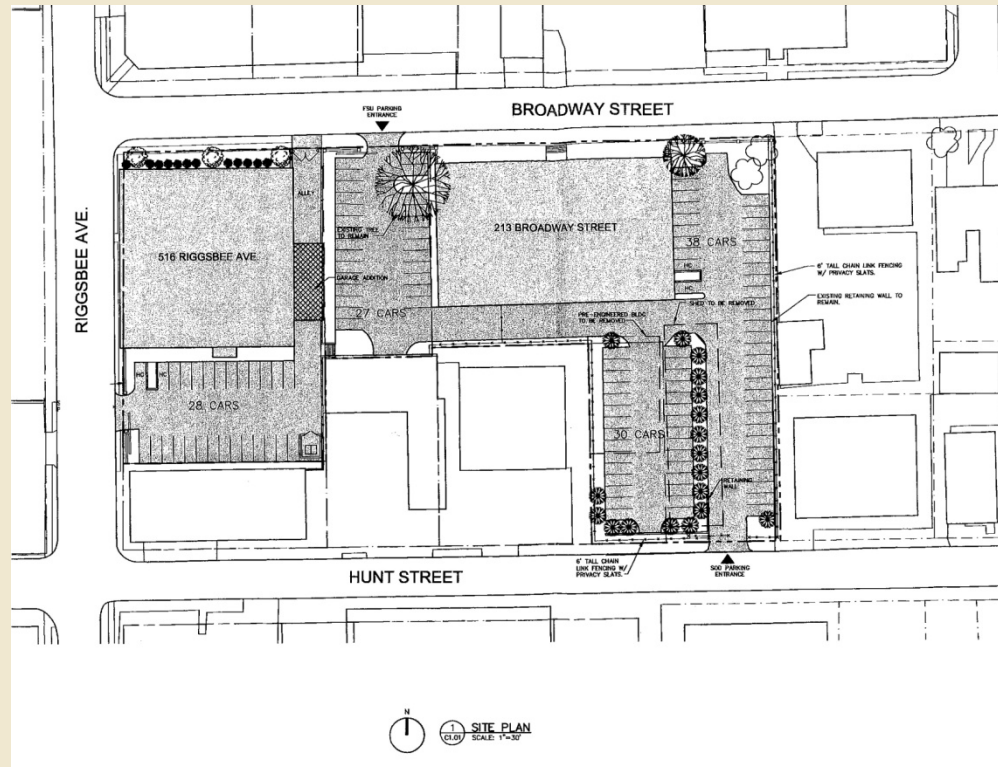 BROADWAY STREET
FSU PARKING
ENTRANCE
RIGGSBEE AVE.
ALLEY
516 RIGGSBEE AVE.
EXISTING TREE
TO REMAIN
GARAGE ADDITION
213 BROADWAY STREET
38 CARS
HC
HC
6' TALL CHAIN LINK FENCING
W/ PRIVACY SLATS.
EXISTING RETAINING WALL TO
REMAIN.
SHED TO BE REMOVED
PRE-ENGINEERED BLDG
TO BE REMOVED
27 CARS
HC
HC
28 CARS
30 CARS
RETAINING
WALL
HUNT STREET
6' TALL CHAIN
LINK FENCING W/
PRIVACY SLATS.
SOD PARKING
ENTRANCE
N
1
C1.01
SITE PLAN
SCALE: 1"=30'